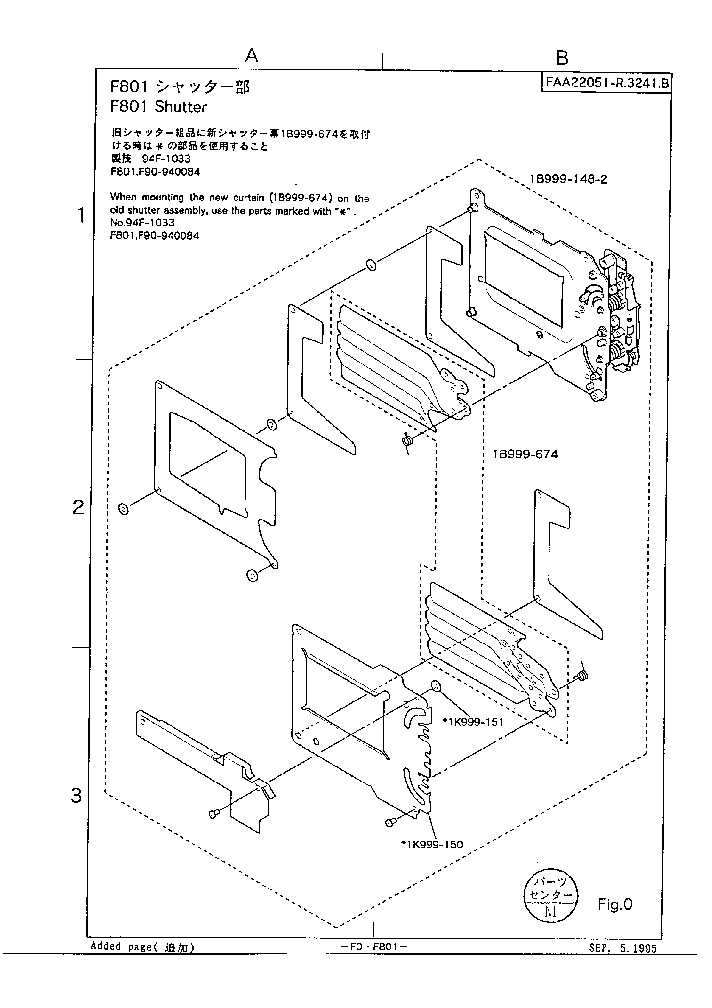 A
B
F801 シャッター部
F801 Shutter
FAA22051-R.3241.B
旧シャッター組品に新シャッター幕1B999-674を取付
ける時は * の部品を使用すること
製技 94F-1033
F801,F90-940084
When mounting the new curtain (1B999-674) on the
old shutter assembly, use the parts marked with "*".
No.94F-1033
F801,F90-940084
1B999-148-2
1
1B999-674
2
*1K999-151
3
*1K999-150
パーツ
センター
Fig.0
Added page( 追加)
-FO·F801-
SEP. 5.1995